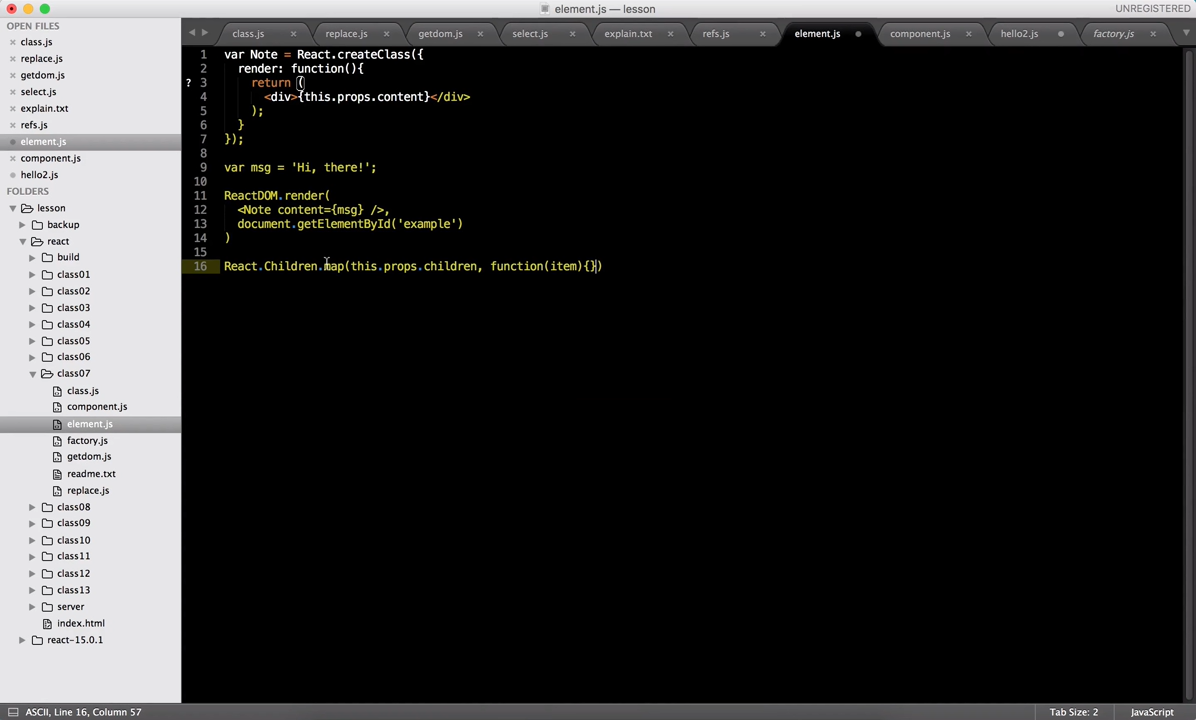 element.js — lesson
UNREGISTERED
OPEN FILES
class.js
replace.js
getdom.js
select.js
explain.txt
refs.js
element.js
component.js
hello2.js
FOLDERS
lesson
backup
react
build
class01
class02
class03
class04
class05
class06
class07
class.js
component.js
element.js
factory.js
getdom.js
readme.txt
replace.js
class08
class09
class10
class11
class12
class13
server
index.html
react-15.0.1
class.js replace.js getdom.js select.js explain.txt refs.js element.js component.js hello2.js factory.js
1 var Note = React.createClass({
2 render: function(){
? 3 return (
4 <div>{this.props.content}</div>
5 );
6 }
7 });
8
9 var msg = 'Hi, there!';
10
11 ReactDOM.render(
12 <Note content={msg} />,
13 document.getElementById('example')
14 )
15
16 React.Children.map(this.props.children, function(item){})
ASCII, Line 16, Column 57
Tab Size: 2
JavaScript